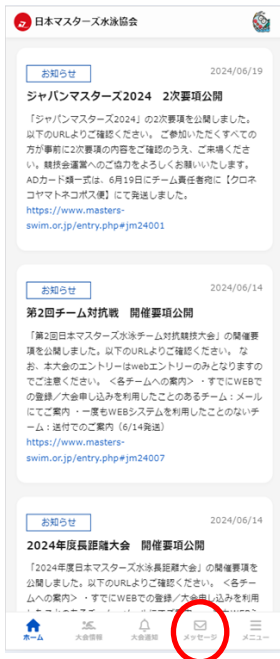 日本マスターズ水泳協会
お知らせ
2024/06/19
ジャパンマスターズ2024 2次要項公開
「ジャパンマスターズ2024」の2次要項を公開しました。
以下のURLよりご確認ください。 ご参加いただくすべての
方が事前に2次要項の内容をご確認のうえ、ご来場くださ
い。競技会運営へのご協力をよろしくお願いいたします。
ADカード類一式は、6月19日にチーム責任者宛に【クロネ
コヤマトネコポス便】にて発送しました。
https://www.masters-
swim.or.jp/entry.php#jm24001
お知らせ
2024/06/14
第2回チーム対抗戦 開催要項公開
「第2回日本マスターズ水泳チーム対抗競技大会」の開催要
項を公開しました。以下のURLよりご確認ください。 な
お、本大会のエントリーはwebエントリーのみとなりますの
でご注意ください。 <各チームへの案内> ・すでにWEBで
の登録/大会申し込みを利用したことのあるチーム:メール
にてご案内 ・一度もWEBシステムを利用したことのないチ
ーム:送付でのご案内(6/14発送)
https://www.masters-
swim.or.jp/entry.php#jm24007
お知らせ
2024/06/14
2024年度長距離大会 開催要項公開
「2024年度日本マスターズ水泳長距離大会」の開催要項を
公開しました。以下のURLよりご確認ください。 <各チー
ムへの案内> ・すでにWEBでの登録/大会申し込みを利用
ホーム
大会情報
大会通知
メッセージ
メニュー